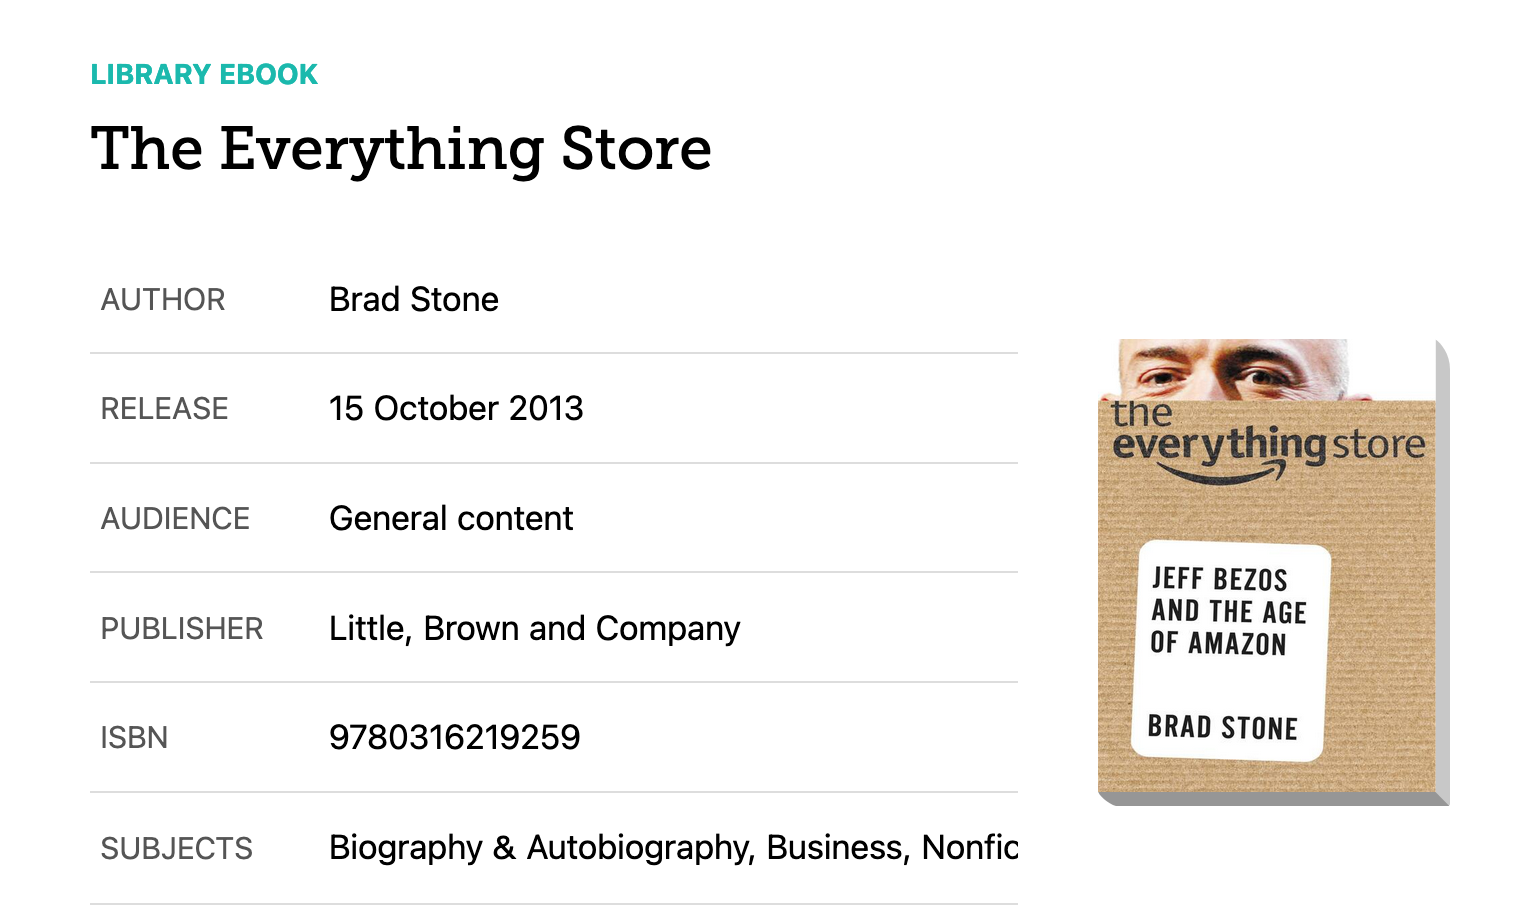 LIBRARY EBOOK
The Everything Store
AUTHOR Brad Stone
RELEASE 15 October 2013
AUDIENCE General content
PUBLISHER Little, Brown and Company
ISBN 9780316219259
SUBJECTS Biography & Autobiography, Business, Nonfic
the
everything store
JEFF BEZOS
AND THE AGE
OF AMAZON
BRAD STONE